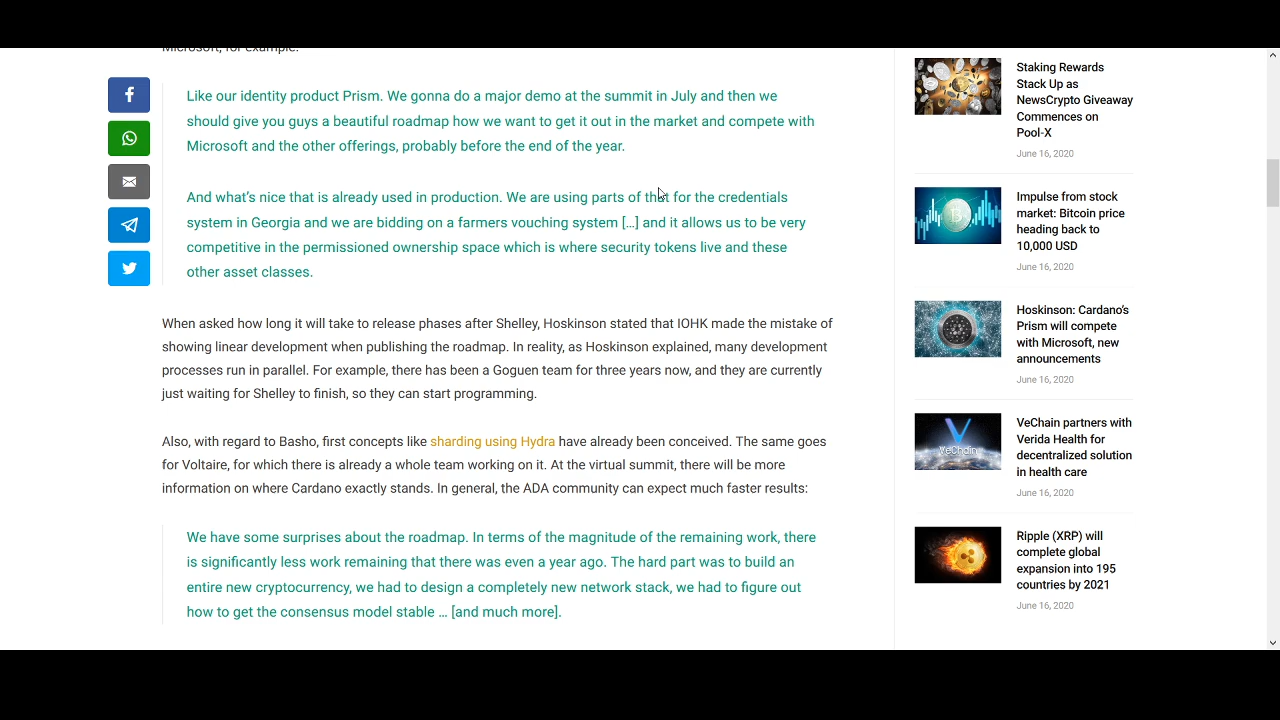 Microsoft, for example:
Like our identity product Prism. We gonna do a major demo at the summit in July and then we
should give you guys a beautiful roadmap how we want to get it out in the market and compete with
Microsoft and the other offerings, probably before the end of the year.
And what’s nice that is already used in production. We are using parts of that for the credentials
system in Georgia and we are bidding on a farmers vouching system […] and it allows us to be very
competitive in the permissioned ownership space which is where security tokens live and these
other asset classes.
When asked how long it will take to release phases after Shelley, Hoskinson stated that IOHK made the mistake of
showing linear development when publishing the roadmap. In reality, as Hoskinson explained, many development
processes run in parallel. For example, there has been a Goguen team for three years now, and they are currently
just waiting for Shelley to finish, so they can start programming.
Also, with regard to Basho, first concepts like sharding using Hydra have already been conceived. The same goes
for Voltaire, for which there is already a whole team working on it. At the virtual summit, there will be more
information on where Cardano exactly stands. In general, the ADA community can expect much faster results:
We have some surprises about the roadmap. In terms of the magnitude of the remaining work, there
is significantly less work remaining that there was even a year ago. The hard part was to build an
entire new cryptocurrency, we had to design a completely new network stack, we had to figure out
how to get the consensus model stable … [and much more].
Staking Rewards
Stack Up as
NewsCrypto Giveaway
Commences on
Pool-X
June 16, 2020
Impulse from stock
market: Bitcoin price
heading back to
10,000 USD
June 16, 2020
Hoskinson: Cardano’s
Prism will compete
with Microsoft, new
announcements
June 16, 2020
VeChain
VeChain partners with
Verida Health for
decentralized solution
in health care
June 16, 2020
Ripple (XRP) will
complete global
expansion into 195
countries by 2021
June 16, 2020